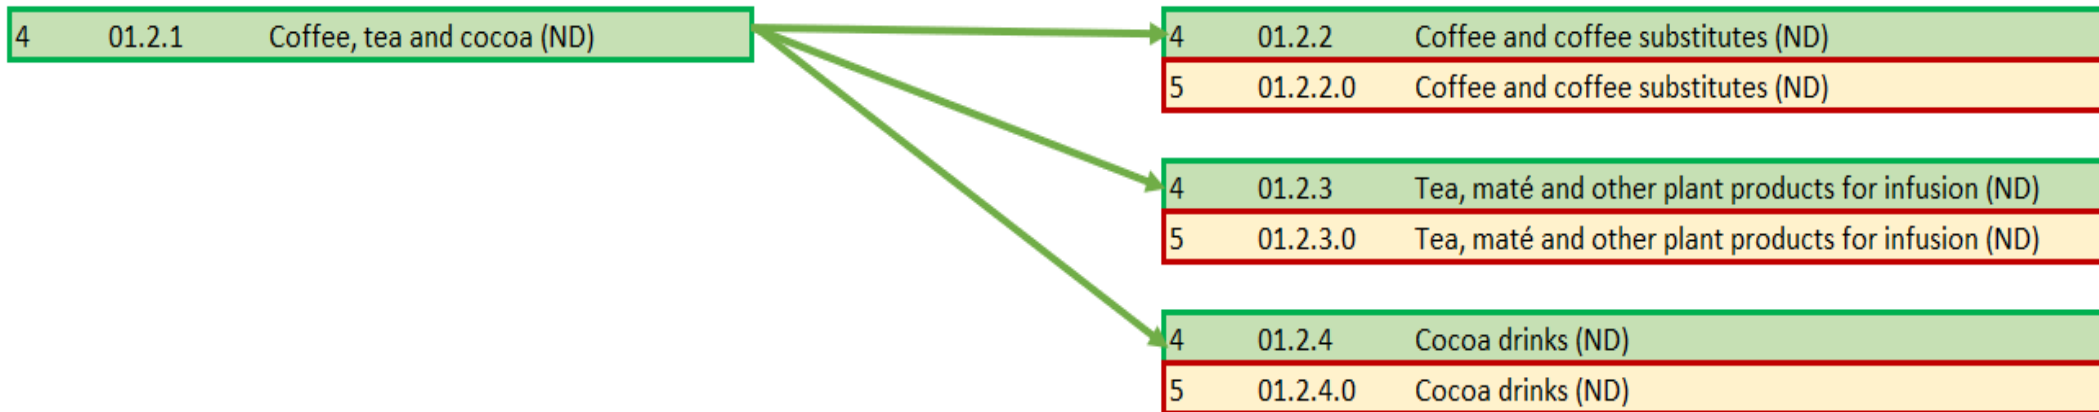 4 01.2.1 Coffee, tea and cocoa (ND)
4 01.2.2 Coffee and coffee substitutes (ND)
5 01.2.2.0 Coffee and coffee substitutes (ND)
4 01.2.3 Tea, maté and other plant products for infusion (ND)
5 01.2.3.0 Tea, maté and other plant products for infusion (ND)
4 01.2.4 Cocoa drinks (ND)
5 01.2.4.0 Cocoa drinks (ND)